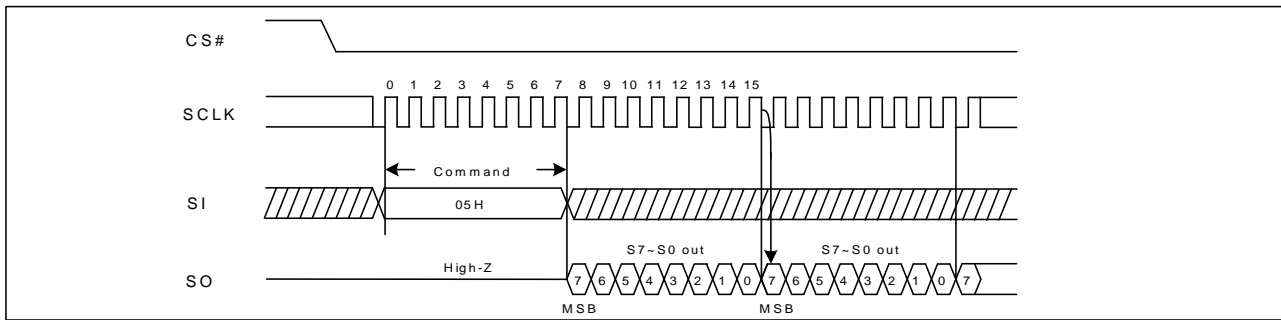 CS#
0 1 2 3 4 5 6 7 8 9 10 11 12 13 14 15
SCLK
Command
SI
05H
S7~S0 out S7~S0 out
High-Z
SO
7 6 5 4 3 2 1 0 7 6 5 4 3 2 1 0 7
MSB MSB